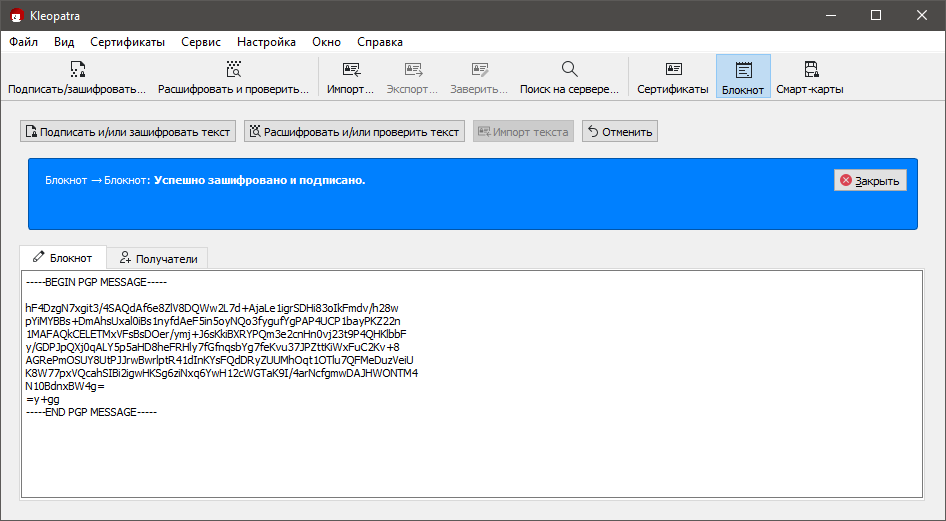 Kleopatra
Файл Вид Сертификаты Сервис Настройка Окно Справка
Подписать/зашифровать... Расшифровать и проверить... Импорт... Экспорт... Заверить... Поиск на сервере... Сертификаты Блокнот Смарт-карты
Подписать и/или зашифровать текст Расшифровать и/или проверить текст Импорт текста Отменить
Блокнот → Блокнот: Успешно зашифровано и подписано. Закрыть
Блокнот Получатели
-----BEGIN PGP MESSAGE-----
hF4DzgN7xgit3/4SAQdAf6e8ZlV8DQWw2L7d+AjaLe1igrSDHi83oIkFmdv/h28w
pYiMYBBs+DmAhsUxal0iBs1nyfdAeF5in5oyNQo3fygufYgPAP4UCP1bayPKZ22n
1MAFAQkCELETMxVFsBsDOer/ymj+J6sKkiBXRYPQm3e2cnHn0vj23t9P4QHKlbbF
y/GDPJpQXj0qALY5p5aHD8heFRHly7fGfnqsbYg7feKvu37JPZttKiWxFuC2Kv+8
AGRePmOSUY8UtPJJrwBwrlptR41dInKYsFQdDRyZUUMhOqt1OTlu7QFMeDuzYeiU
K8W77pxVQcahSIBi2igwHKSg6ziNxq6YwH12cWGTaK9I/4arNcfgmwDAJHWONTM4
N10BdnxBW4g=
=y+gg
-----END PGP MESSAGE-----